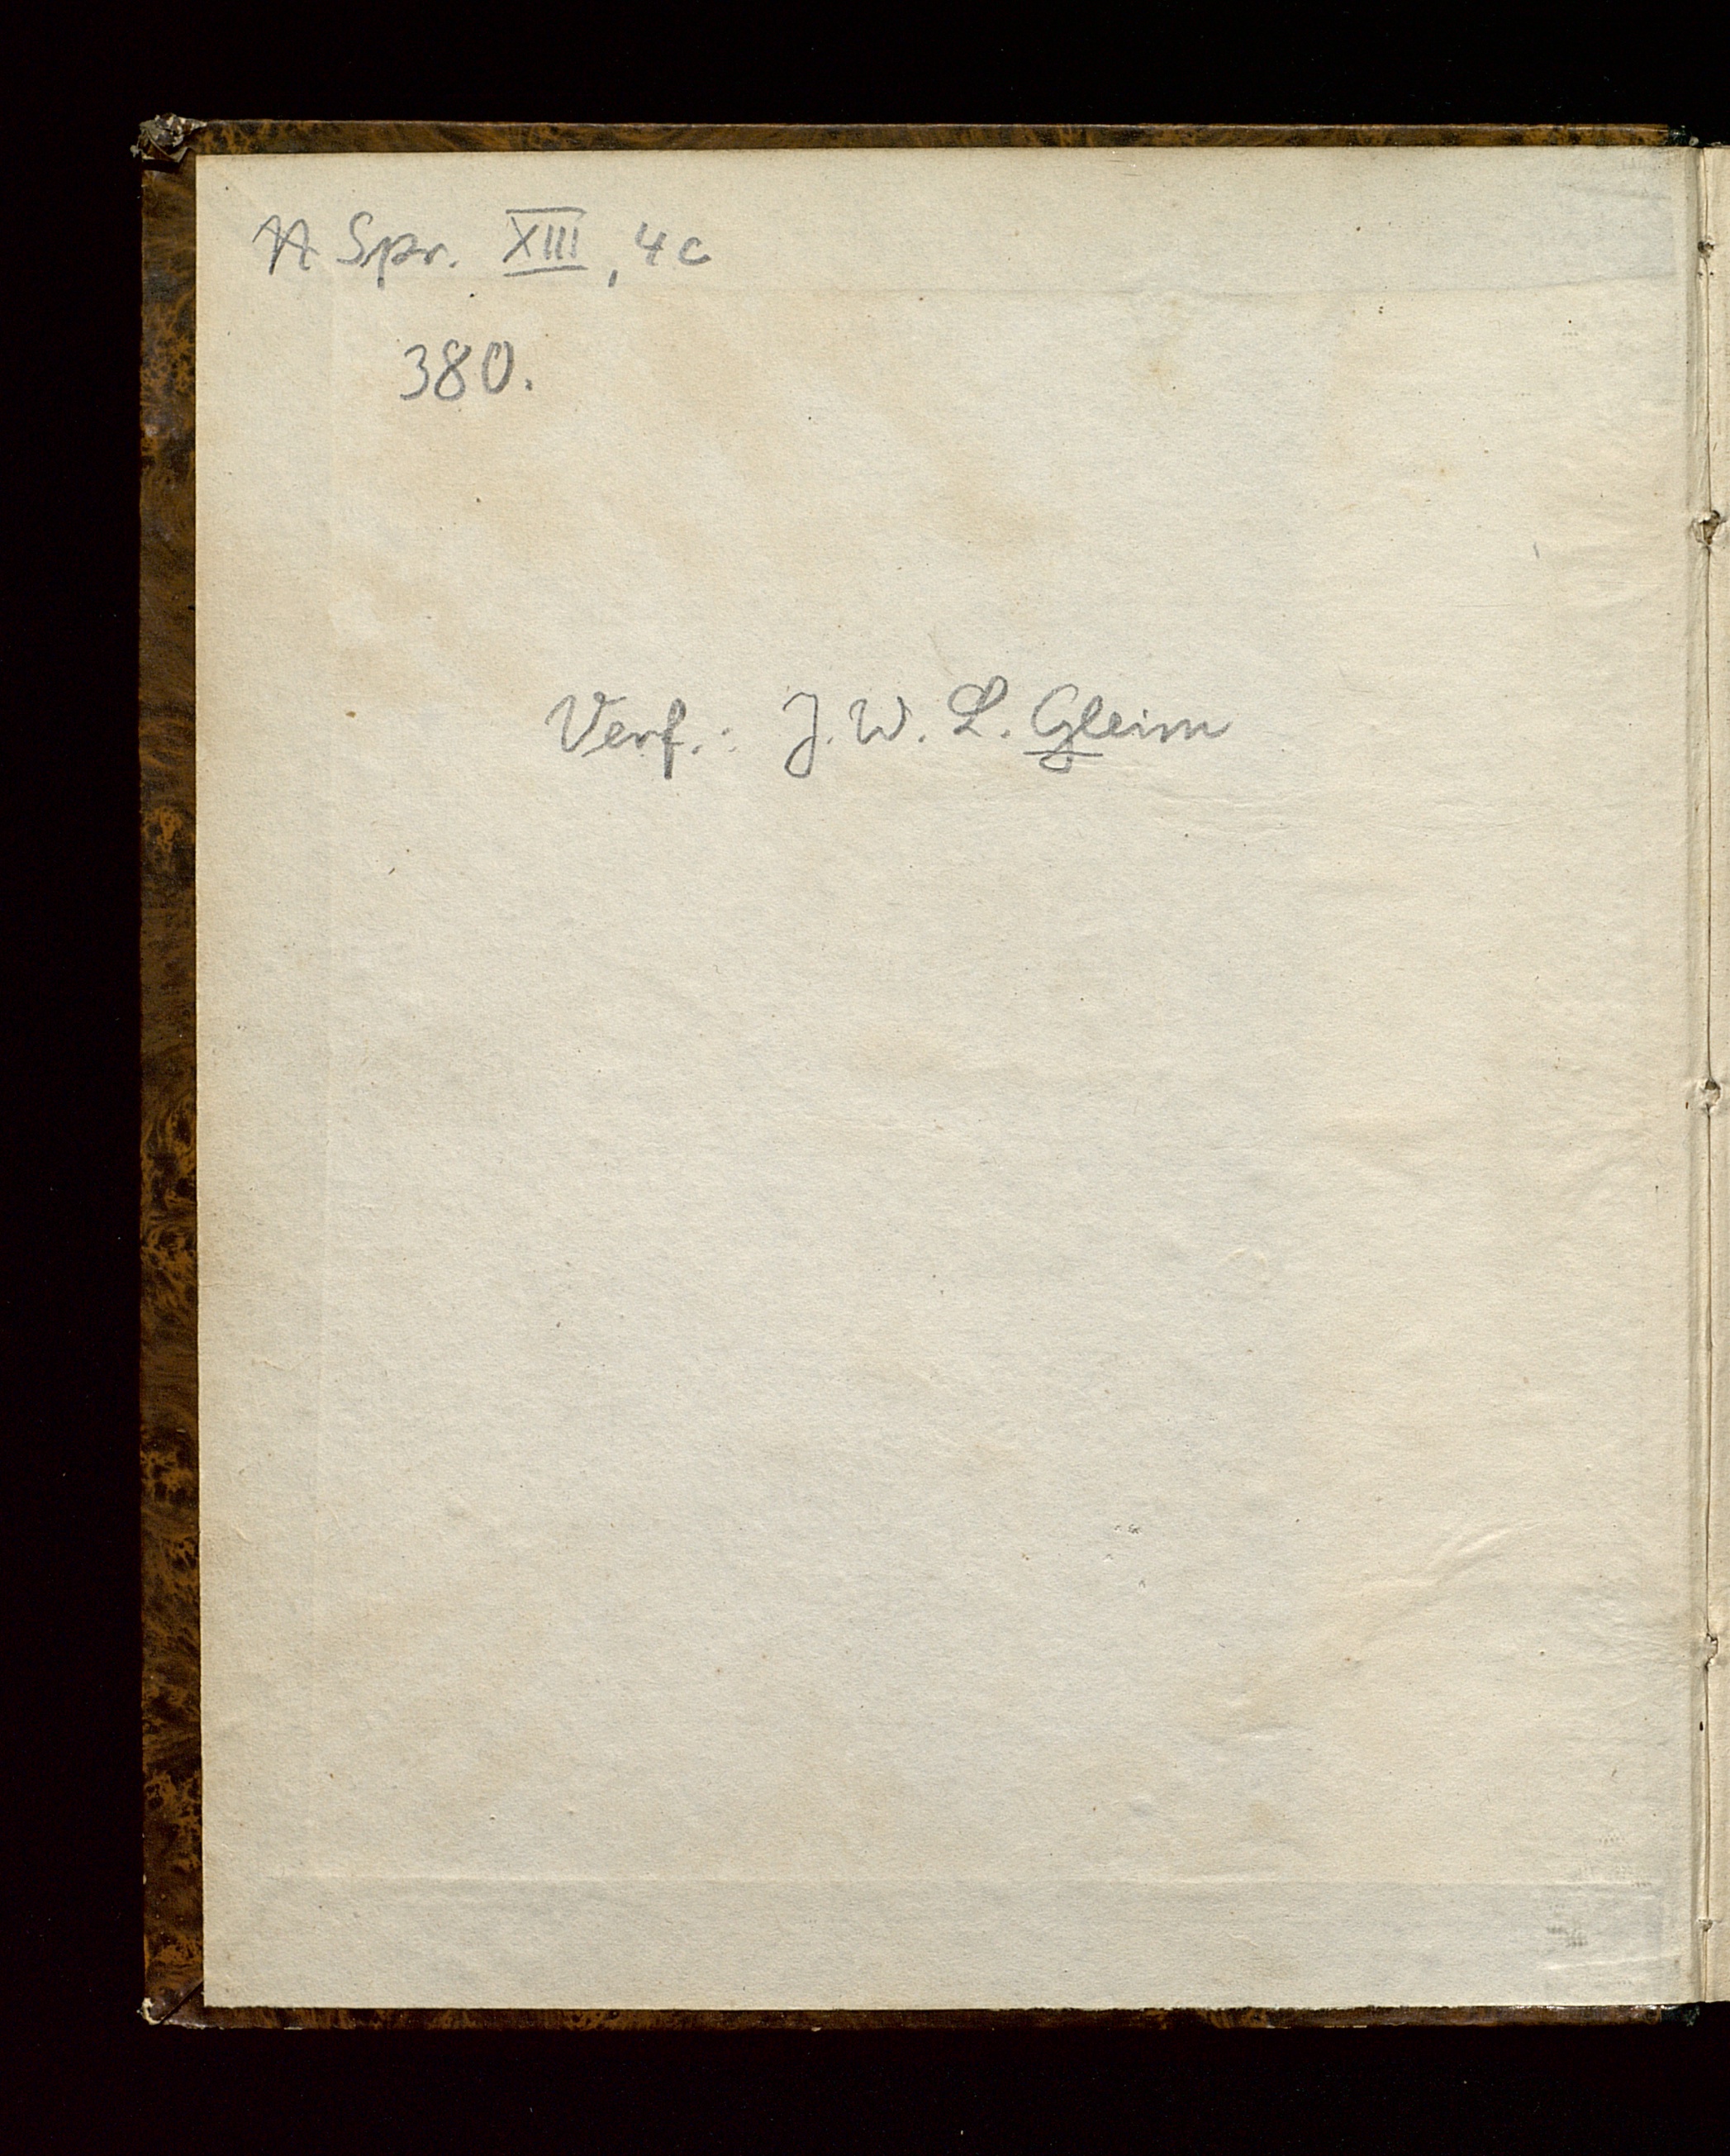 N Spr. XIII, 4c
380.
Verf.: J. W. L. Gleim